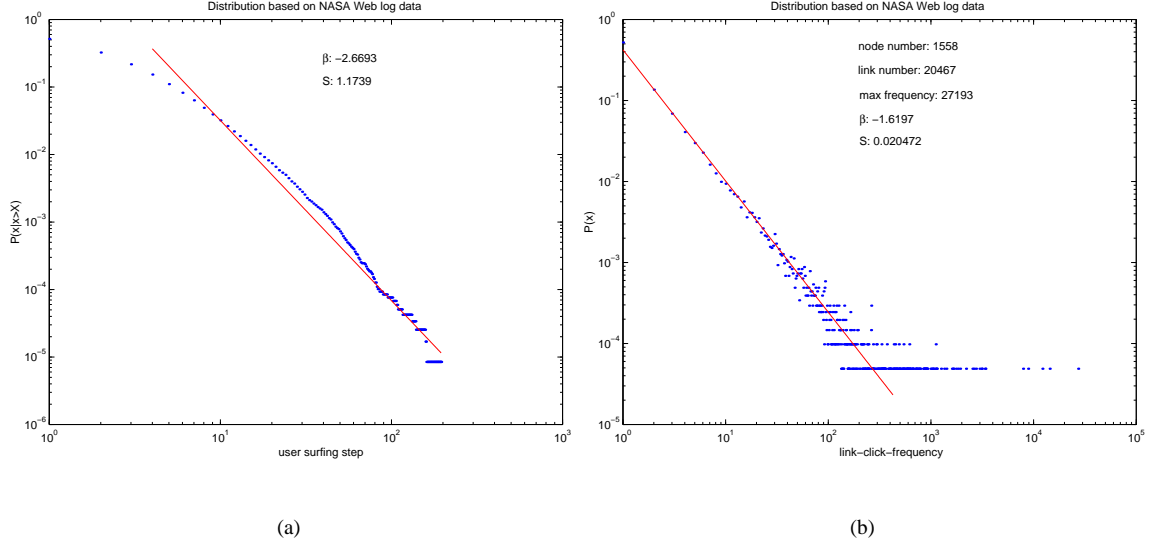 Distribution based on NASA Web log data
10^0
10^-1
10^-2
10^-3
10^-4
10^-5
10^-6
P(x|x>X)
β: −2.6693
S: 1.1739
10^0
10^1
10^2
10^3
user surfing step
(a)
Distribution based on NASA Web log data
10^0
10^-1
10^-2
10^-3
10^-4
10^-5
P(x)
node number: 1558
link number: 20467
max frequency: 27193
β: −1.6197
S: 0.020472
10^0
10^1
10^2
10^3
10^4
10^5
link−click−frequency
(b)